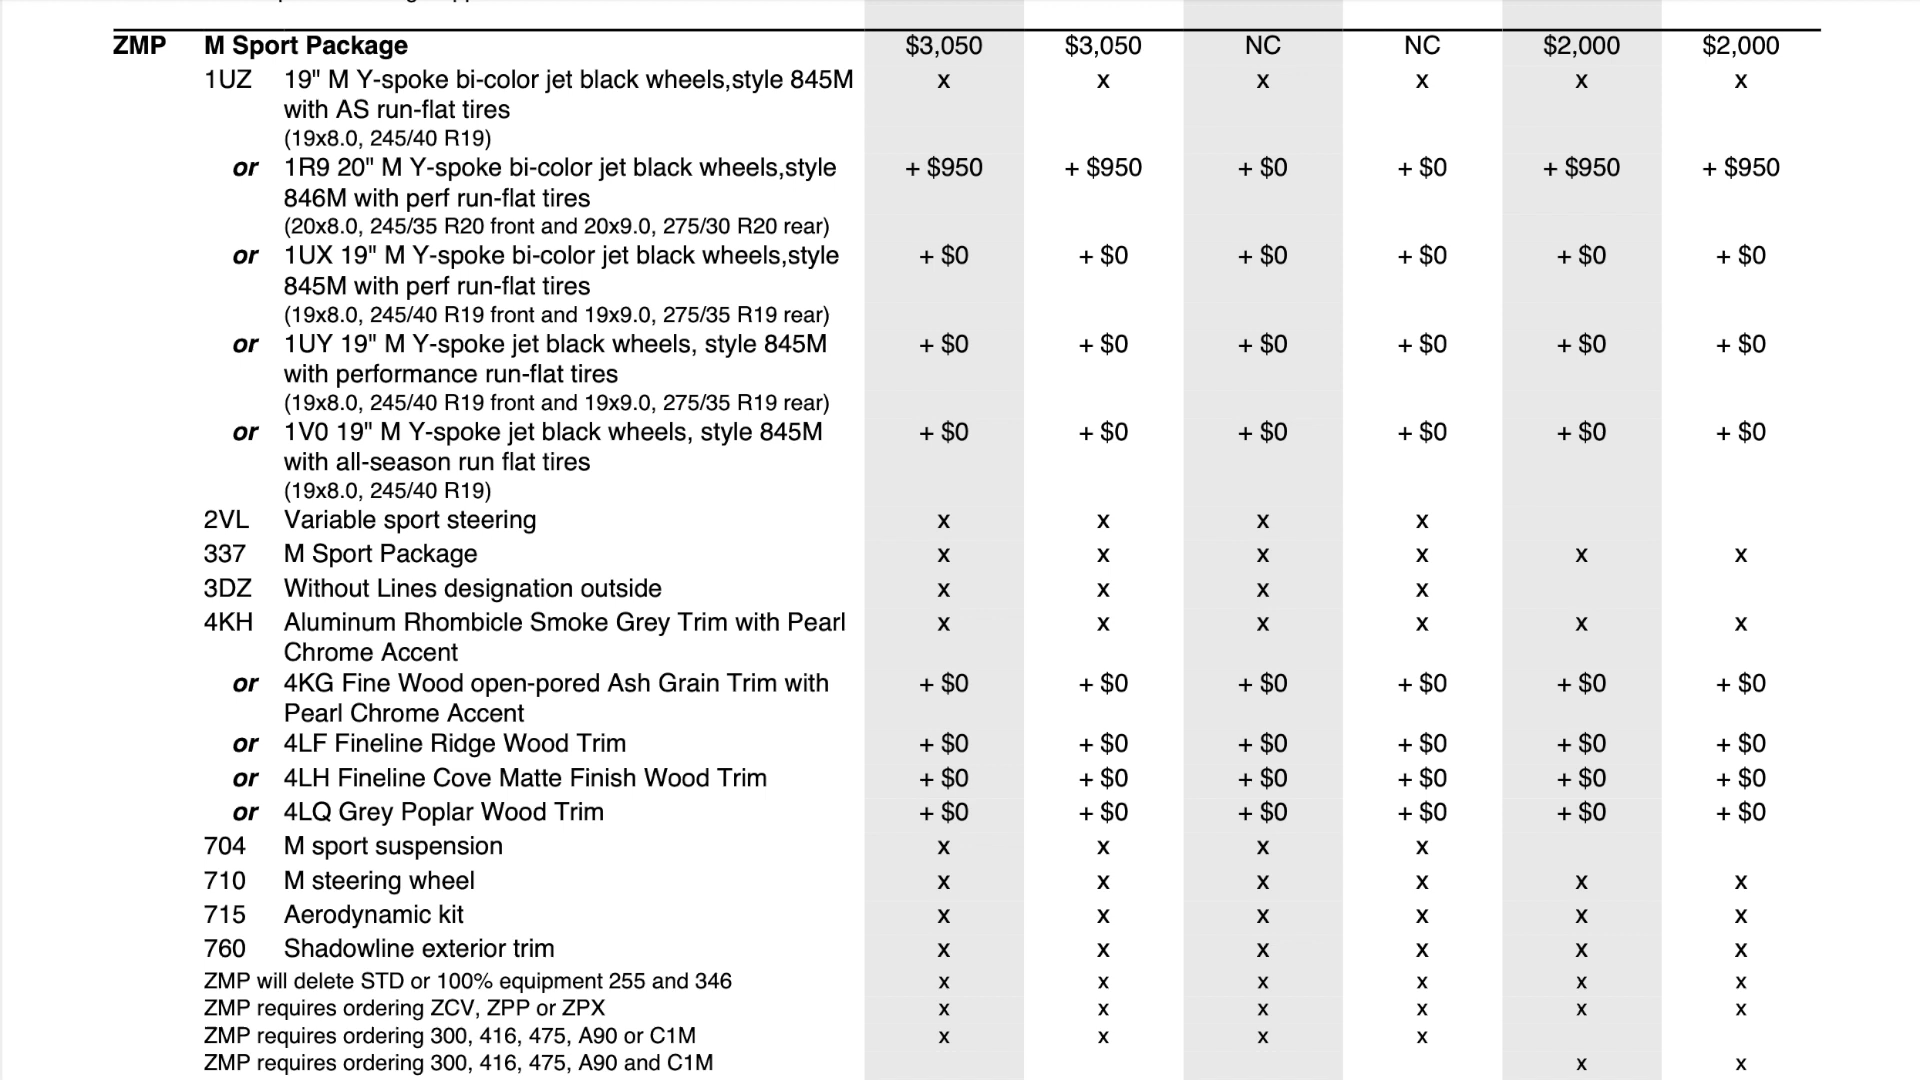 ZMP M Sport Package $3,050 $3,050 NC NC $2,000 $2,000
1UZ 19" M Y-spoke bi-color jet black wheels,style 845M x x x x x x
with AS run-flat tires
(19x8.0, 245/40 R19)
or 1R9 20" M Y-spoke bi-color jet black wheels,style + $950 + $950 + $0 + $0 + $950 + $950
846M with perf run-flat tires
(20x8.0, 245/35 R20 front and 20x9.0, 275/30 R20 rear)
or 1UX 19" M Y-spoke bi-color jet black wheels,style + $0 + $0 + $0 + $0 + $0 + $0
845M with perf run-flat tires
(19x8.0, 245/40 R19 front and 19x9.0, 275/35 R19 rear)
or 1UY 19" M Y-spoke jet black wheels, style 845M + $0 + $0 + $0 + $0 + $0 + $0
with performance run-flat tires
(19x8.0, 245/40 R19 front and 19x9.0, 275/35 R19 rear)
or 1V0 19" M Y-spoke jet black wheels, style 845M + $0 + $0 + $0 + $0 + $0 + $0
with all-season run flat tires
(19x8.0, 245/40 R19)
2VL Variable sport steering x x x x
337 M Sport Package x x x x x x
3DZ Without Lines designation outside x x x x
4KH Aluminum Rhombicle Smoke Grey Trim with Pearl x x x x x x
Chrome Accent
or 4KG Fine Wood open-pored Ash Grain Trim with + $0 + $0 + $0 + $0 + $0 + $0
Pearl Chrome Accent
or 4LF Fineline Ridge Wood Trim + $0 + $0 + $0 + $0 + $0 + $0
or 4LH Fineline Cove Matte Finish Wood Trim + $0 + $0 + $0 + $0 + $0 + $0
or 4LQ Grey Poplar Wood Trim + $0 + $0 + $0 + $0 + $0 + $0
704 M sport suspension x x x x
710 M steering wheel x x x x x x
715 Aerodynamic kit x x x x x x
760 Shadowline exterior trim x x x x x x
ZMP will delete STD or 100% equipment 255 and 346 x x x x x x
ZMP requires ordering ZCV, ZPP or ZPX x x x x x x
ZMP requires ordering 300, 416, 475, A90 or C1M x x x x
ZMP requires ordering 300, 416, 475, A90 and C1M x x